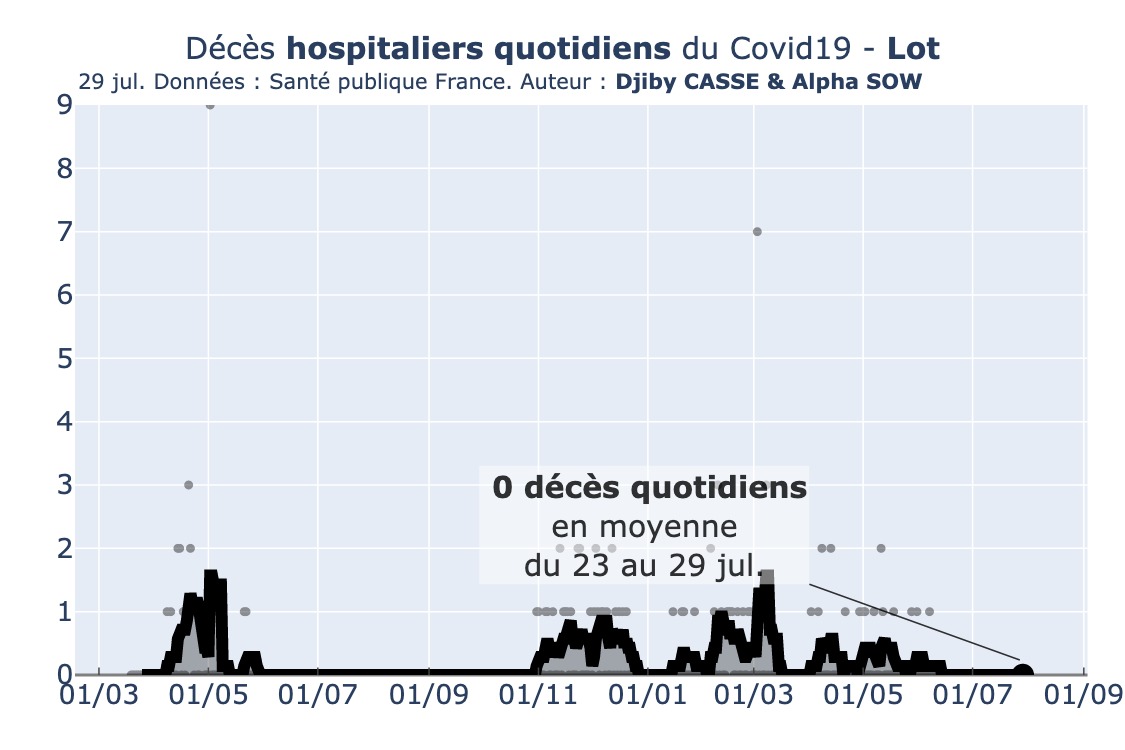 Décès hospitaliers quotidiens du Covid19 - Lot
29 jul. Données : Santé publique France. Auteur : Djiby CASSE & Alpha SOW
9
8
7
6
5
4
3
2
1
0
0 décès quotidiens
en moyenne
du 23 au 29 jul.
01/03 01/05 01/07 01/09 01/11 01/01 01/03 01/05 01/07 01/09